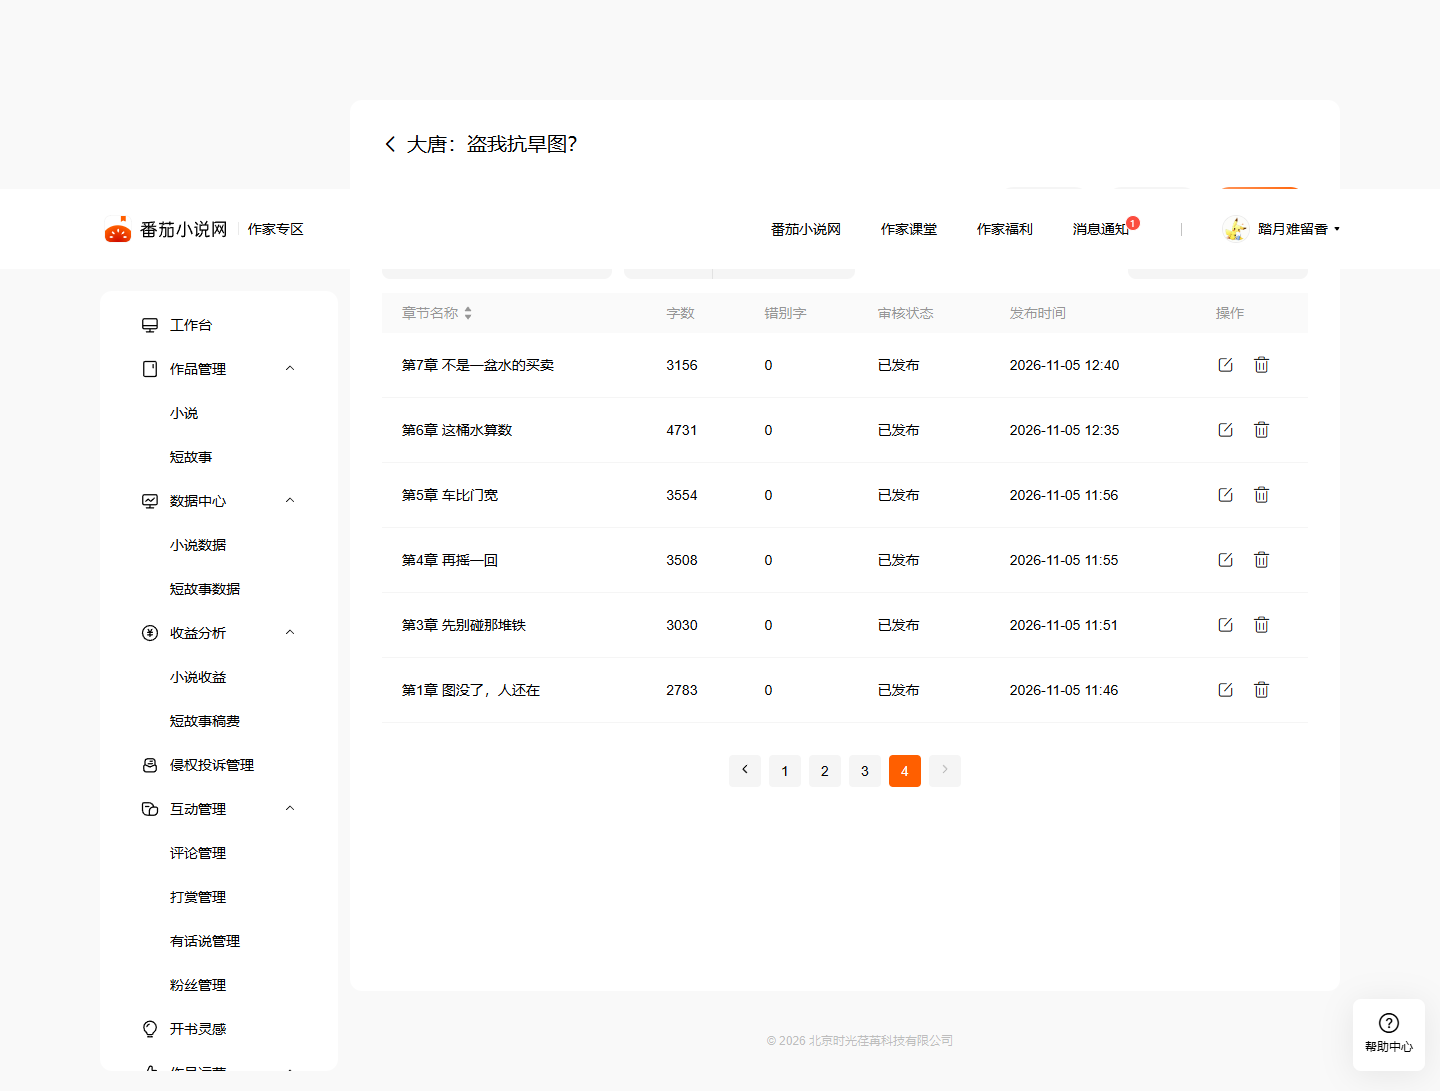 大唐：盗我抗旱图？
番茄小说网 作家专区 番茄小说网 作家课堂 作家福利 消息通知 1 踏月难留香
工作台
作品管理
小说
短故事
数据中心
小说数据
短故事数据
收益分析
小说收益
短故事稿费
侵权投诉管理
互动管理
评论管理
打赏管理
有话说管理
粉丝管理
开书灵感
作品运营
章节名称 字数 错别字 审核状态 发布时间 操作
第7章 不是一盆水的买卖 3156 0 已发布 2026-11-05 12:40
第6章 这桶水算数 4731 0 已发布 2026-11-05 12:35
第5章 车比门宽 3554 0 已发布 2026-11-05 11:56
第4章 再摇一回 3508 0 已发布 2026-11-05 11:55
第3章 先别碰那堆铁 3030 0 已发布 2026-11-05 11:51
第1章 图没了，人还在 2783 0 已发布 2026-11-05 11:46
1 2 3 4
© 2026 北京时光荏苒科技有限公司
帮助中心